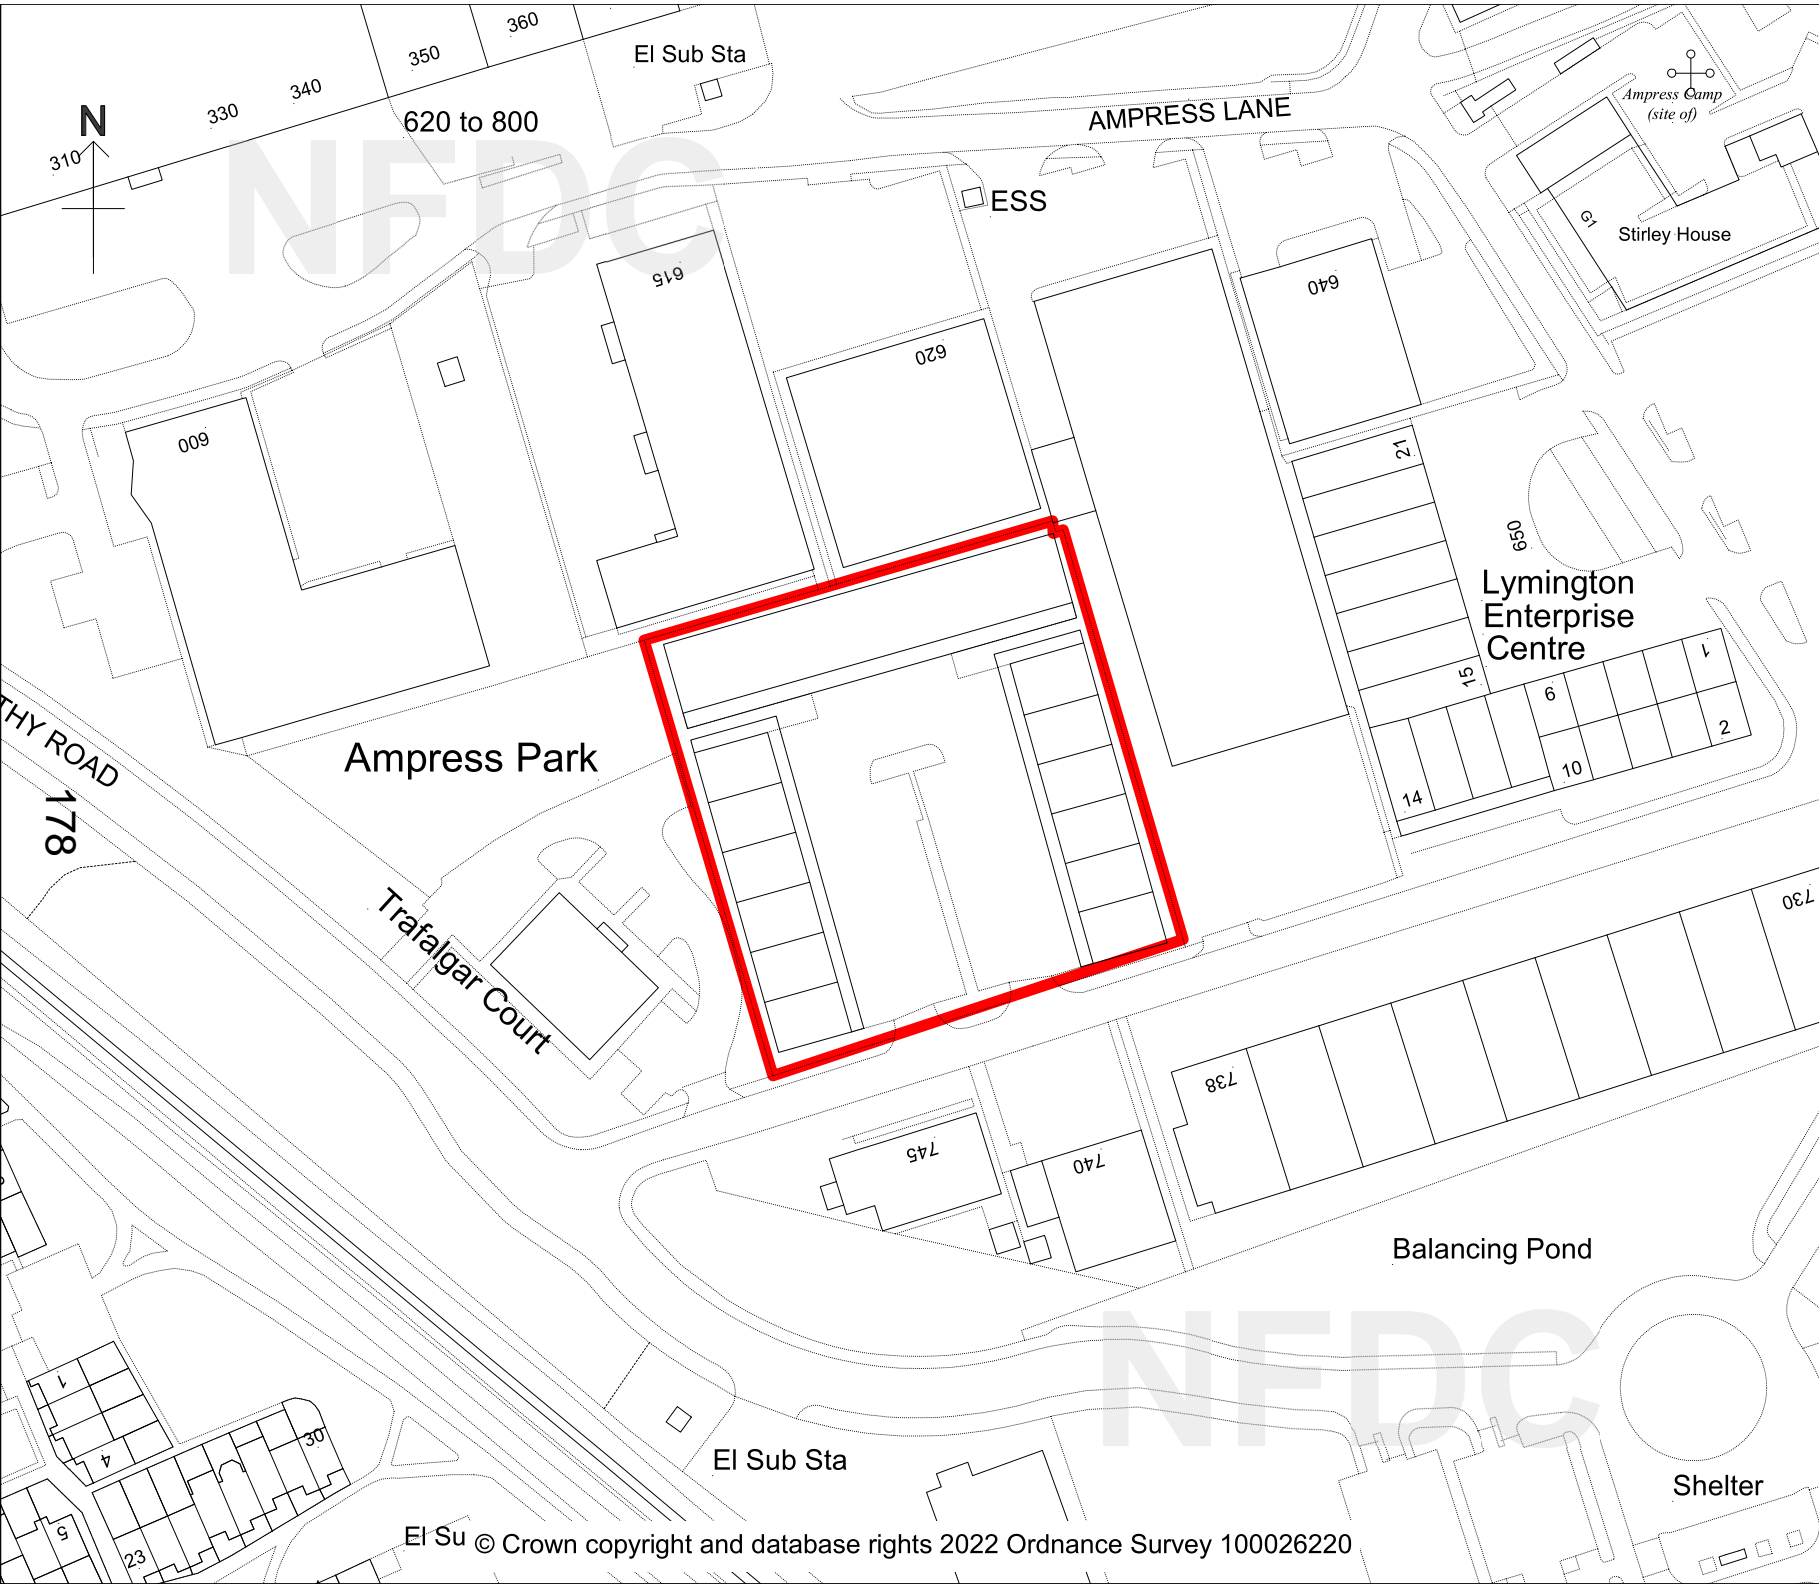 360
350
El Sub Sta
340
330
N
620 to 800
310
AMPRESS LANE
Ampress Camp
(site of)
NFDC
ESS
G1
Stirley House
615
640
620
600
21
650
Lymington
Enterprise
Centre
15
1
6
2
10
14
THY ROAD
Ampress Park
178
Trafalgar Court
730
738
745
740
Balancing Pond
NFDC
1
4
30
5
23
El Sub Sta
Shelter
El Su
© Crown copyright and database rights 2022 Ordnance Survey 100026220